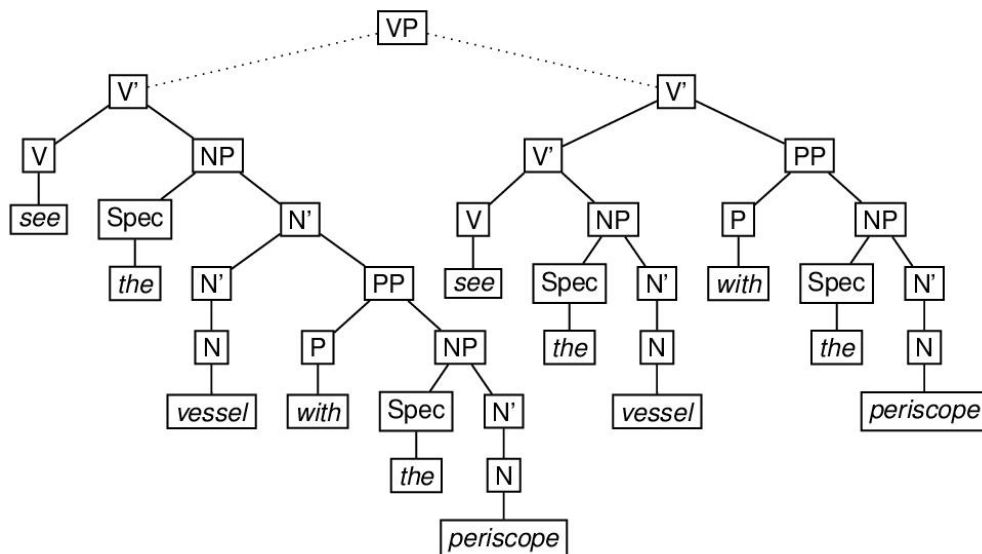 VP
V' V'
V NP V' PP
see Spec N' V NP P NP
the N' PP see Spec N' with Spec N'
N P NP the N the N
vessel with Spec N' vessel periscope
the N
periscope